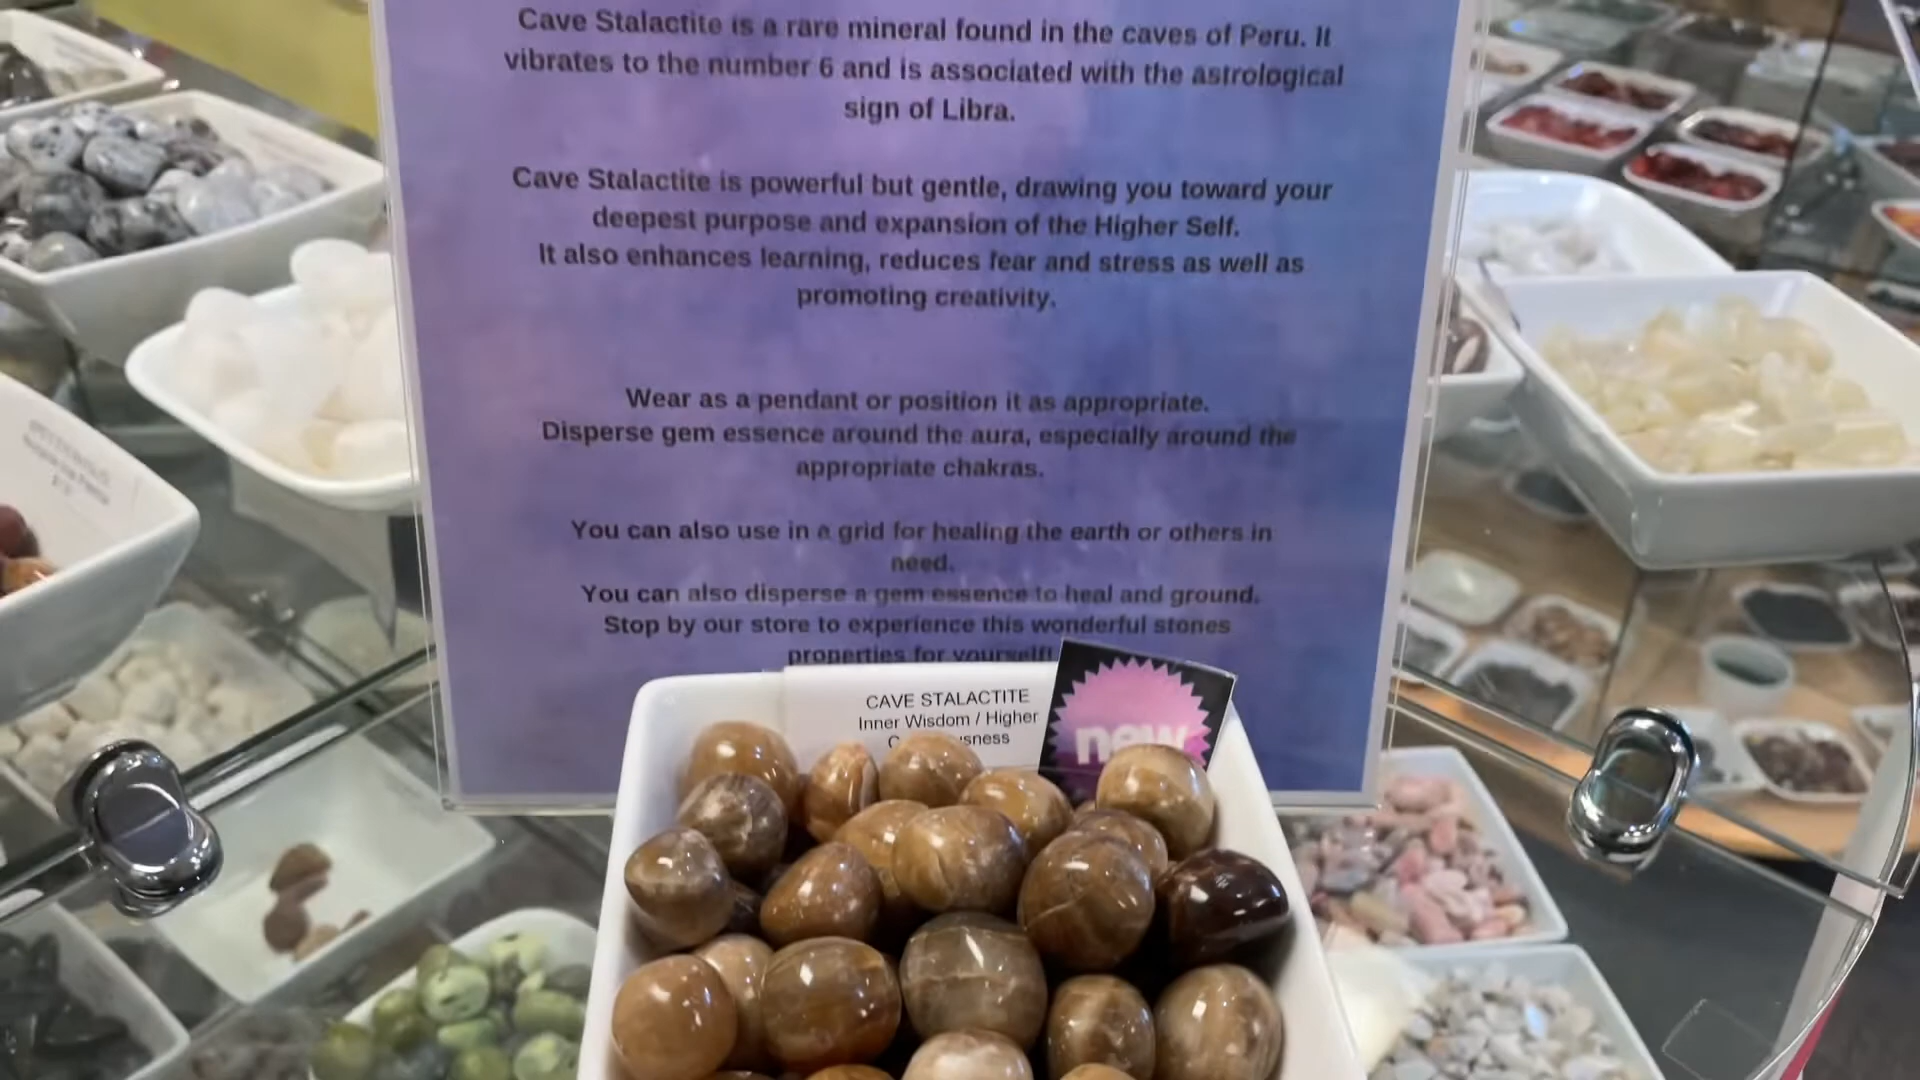 Cave Stalactite is a rare mineral found in the caves of Peru. It
vibrates to the number 6 and is associated with the astrological
sign of Libra.
Cave Stalactite is powerful but gentle, drawing you toward your
deepest purpose and expansion of the Higher Self.
It also enhances learning, reduces fear and stress as well as
promoting creativity.
Wear as a pendant or position it as appropriate.
Disperse gem essence around the aura, especially around the
appropriate chakras.
You can also use in a grid for healing the earth or others in
need.
You can also disperse a gem essence to heal and ground.
Stop by our store to experience this wonderful stones
properties for yourself!
CAVE STALACTITE
Inner Wisdom / Higher
new